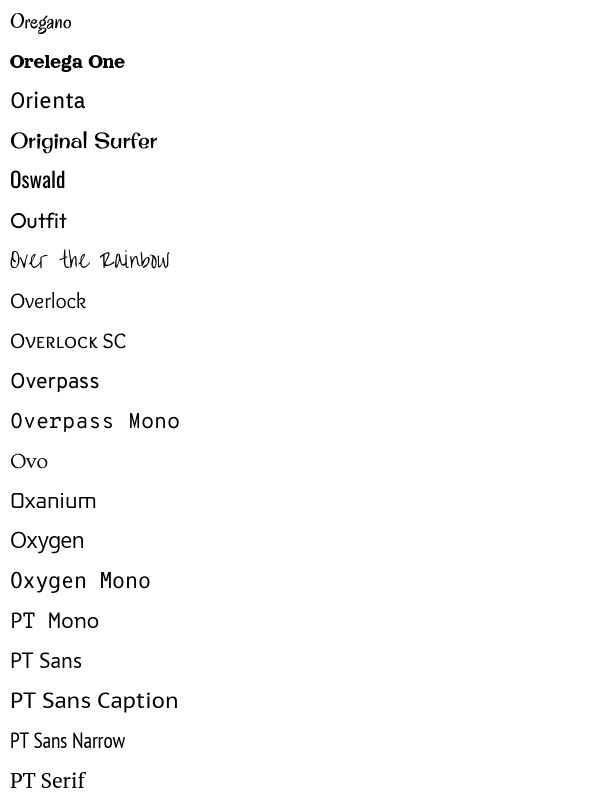 Oregano
Orelega One
Orienta
Original Surfer
Oswald
Outfit
Over the Rainbow
Overlock
Overlock SC
Overpass
Overpass Mono
Ovo
Oxanium
Oxygen
Oxygen Mono
PT Mono
PT Sans
PT Sans Caption
PT Sans Narrow
PT Serif